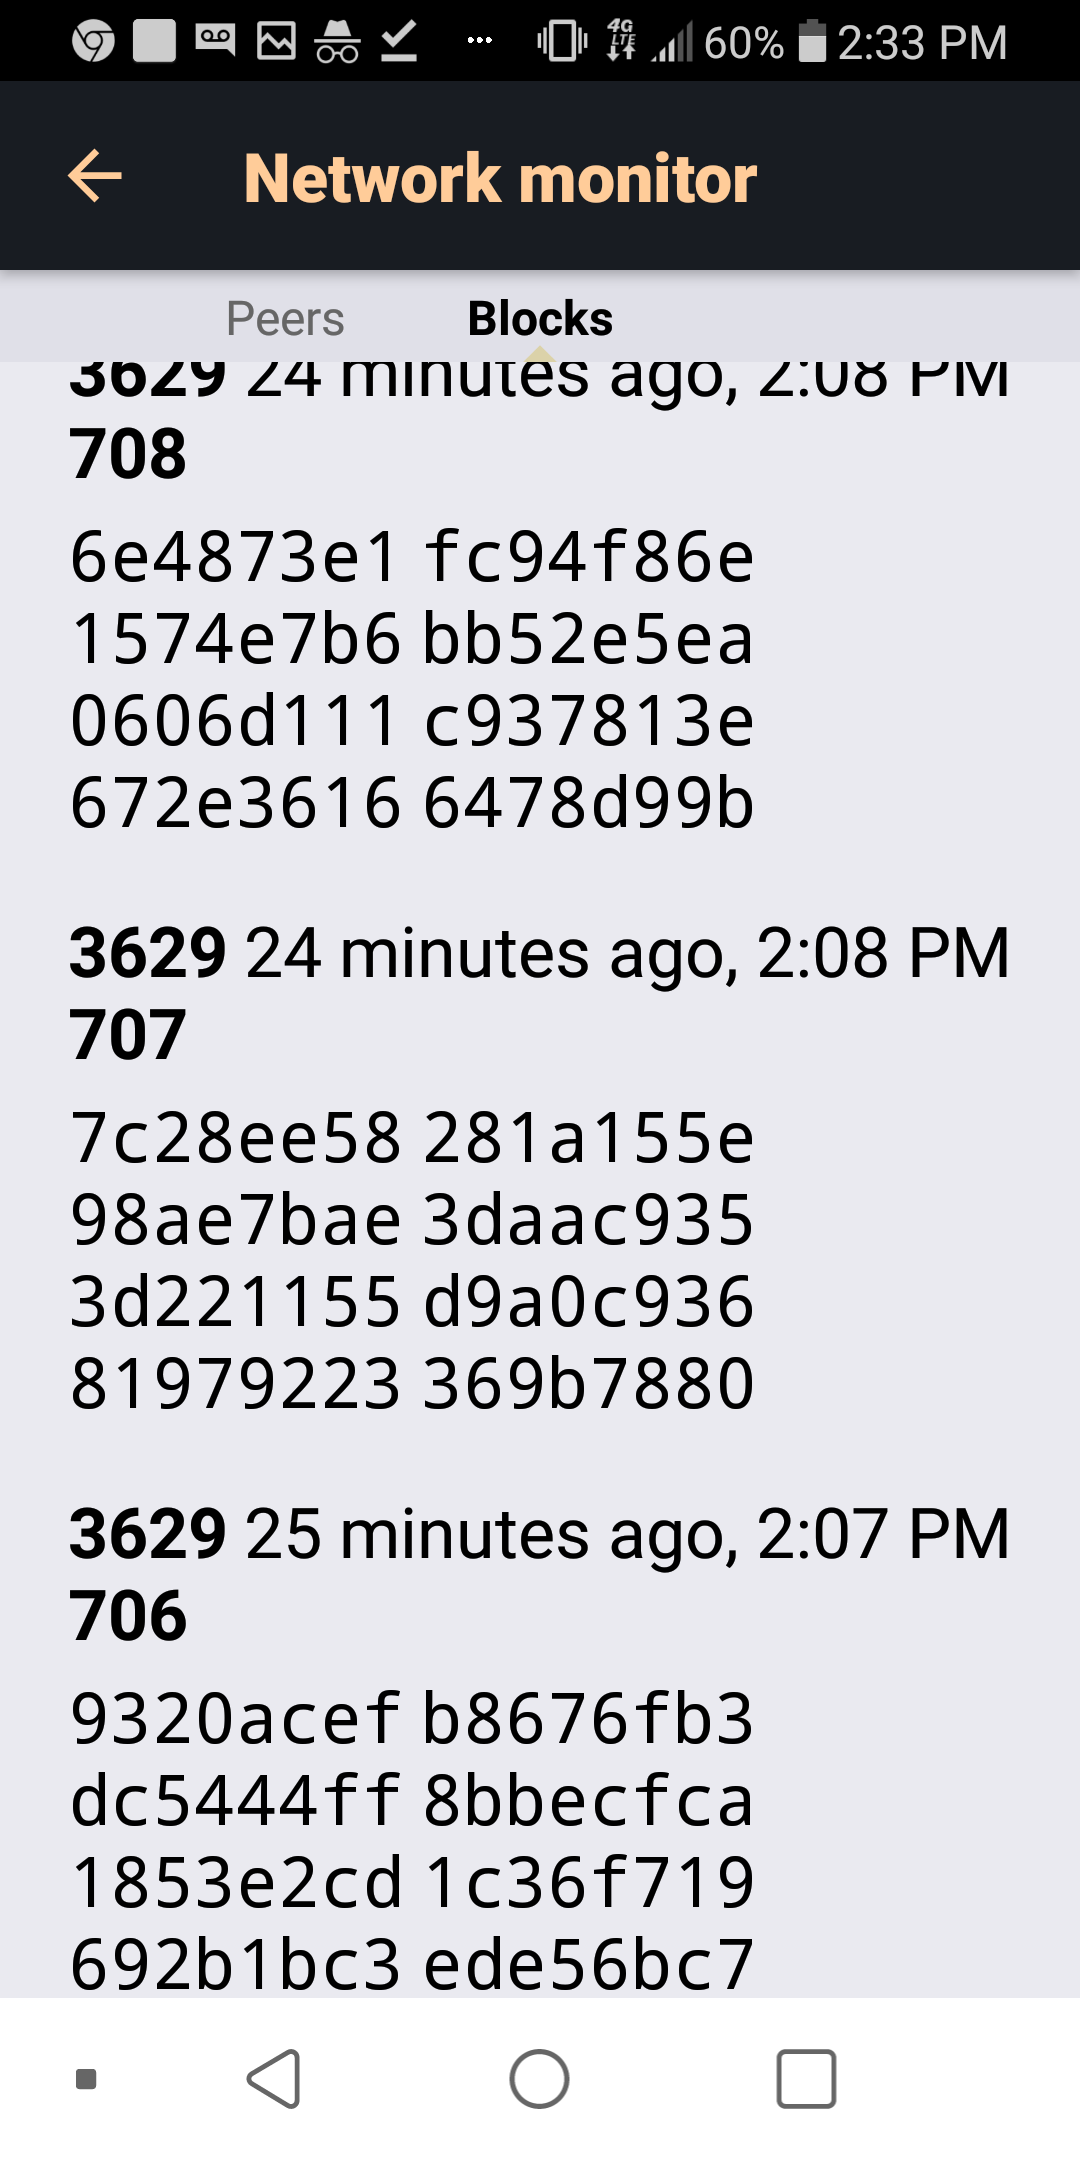 4G
LTE
60%
2:33 PM
Network monitor
Peers Blocks
3629 24 minutes ago, 2:08 PM
708
6e4873e1 fc94f86e
1574e7b6 bb52e5ea
0606d111 c937813e
672e3616 6478d99b
3629 24 minutes ago, 2:08 PM
707
7c28ee58 281a155e
98ae7bae 3daac935
3d221155 d9a0c936
81979223 369b7880
3629 25 minutes ago, 2:07 PM
706
9320acef b8676fb3
dc5444ff 8bbecfca
1853e2cd 1c36f719
692b1bc3 ede56bc7